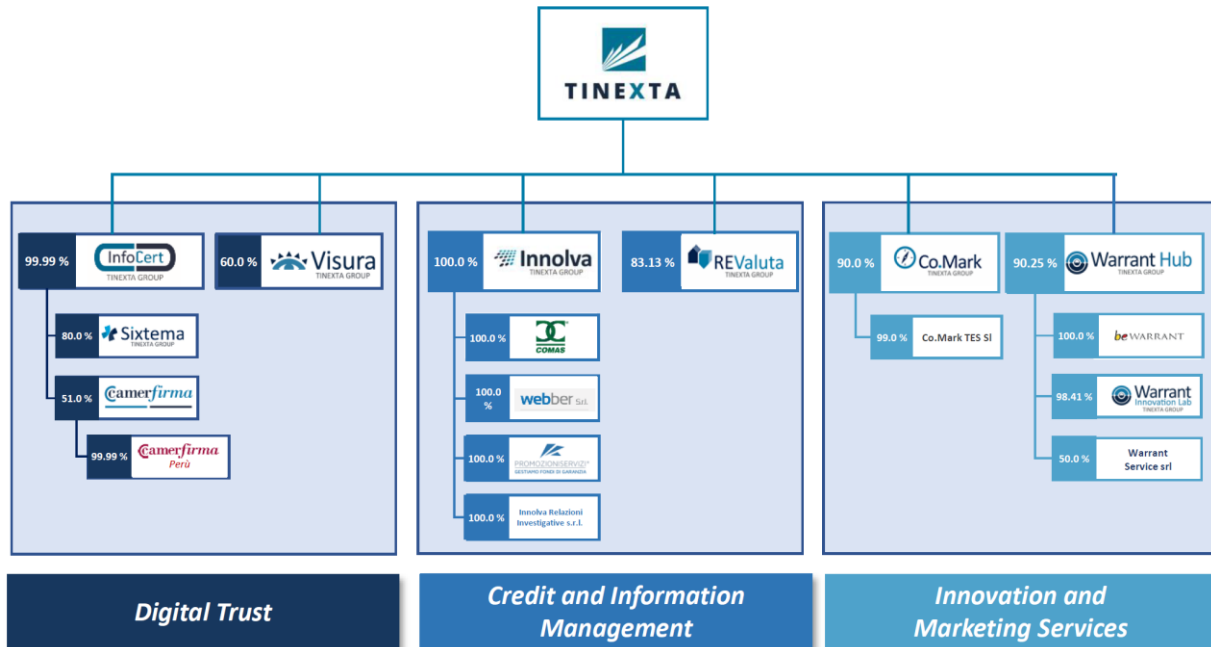 TINEXTA
99.99 %
InfoCert
TINEXTA GROUP
60.0 %
Visura
TINEXTA GROUP
80.0 %
Sixtema
TINEXTA GROUP
51.0 %
Camerfirma
99.99 %
Camerfirma
Perù
100.0 %
Innolva
TINEXTA GROUP
83.13 %
REValuta
TINEXTA GROUP
100.0 %
COMAS
100.0
%
webber S.r.l.
100.0 %
PROMOZIONISERVIZI
GESTIAMO FONDI DI GARANZIA
100.0 %
Innolva Relazioni
Investigative s.r.l.
90.0 %
Co.Mark
TINEXTA GROUP
90.25 %
Warrant Hub
TINEXTA GROUP
99.0 %
Co.Mark TES Sl
100.0 %
beWARRANT
98.41 %
Warrant
Innovation Lab
TINEXTA GROUP
50.0 %
Warrant
Service srl
Digital Trust
Credit and Information
Management
Innovation and
Marketing Services